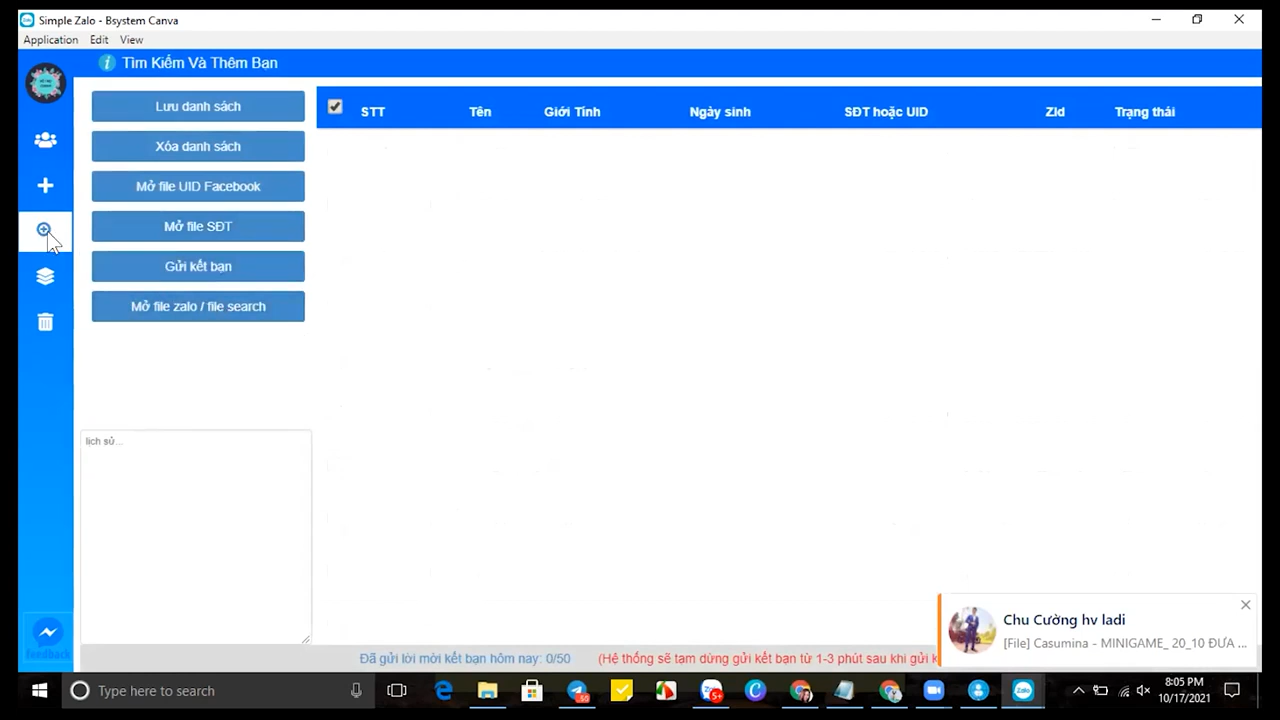 Simple Zalo - Bsystem Canva
Application Edit View
Tìm Kiếm Và Thêm Bạn
Lưu danh sách
Xóa danh sách
Mở file UID Facebook
Mở file SĐT
Gửi kết bạn
Mở file zalo / file search
STT Tên Giới Tính Ngày sinh SĐT hoặc UID ZId Trạng thái
lịch sử...
Chu Cường hv ladi
[File] Casumina - MINIGAME_ 20_10 ĐƯA ...
feedback
Đã gửi lời mời kết bạn hôm nay: 0/50 (Hệ thống sẽ tạm dừng gửi kết bạn từ 1-3 phút sau khi gửi k
Type here to search
8:05 PM
10/17/2021